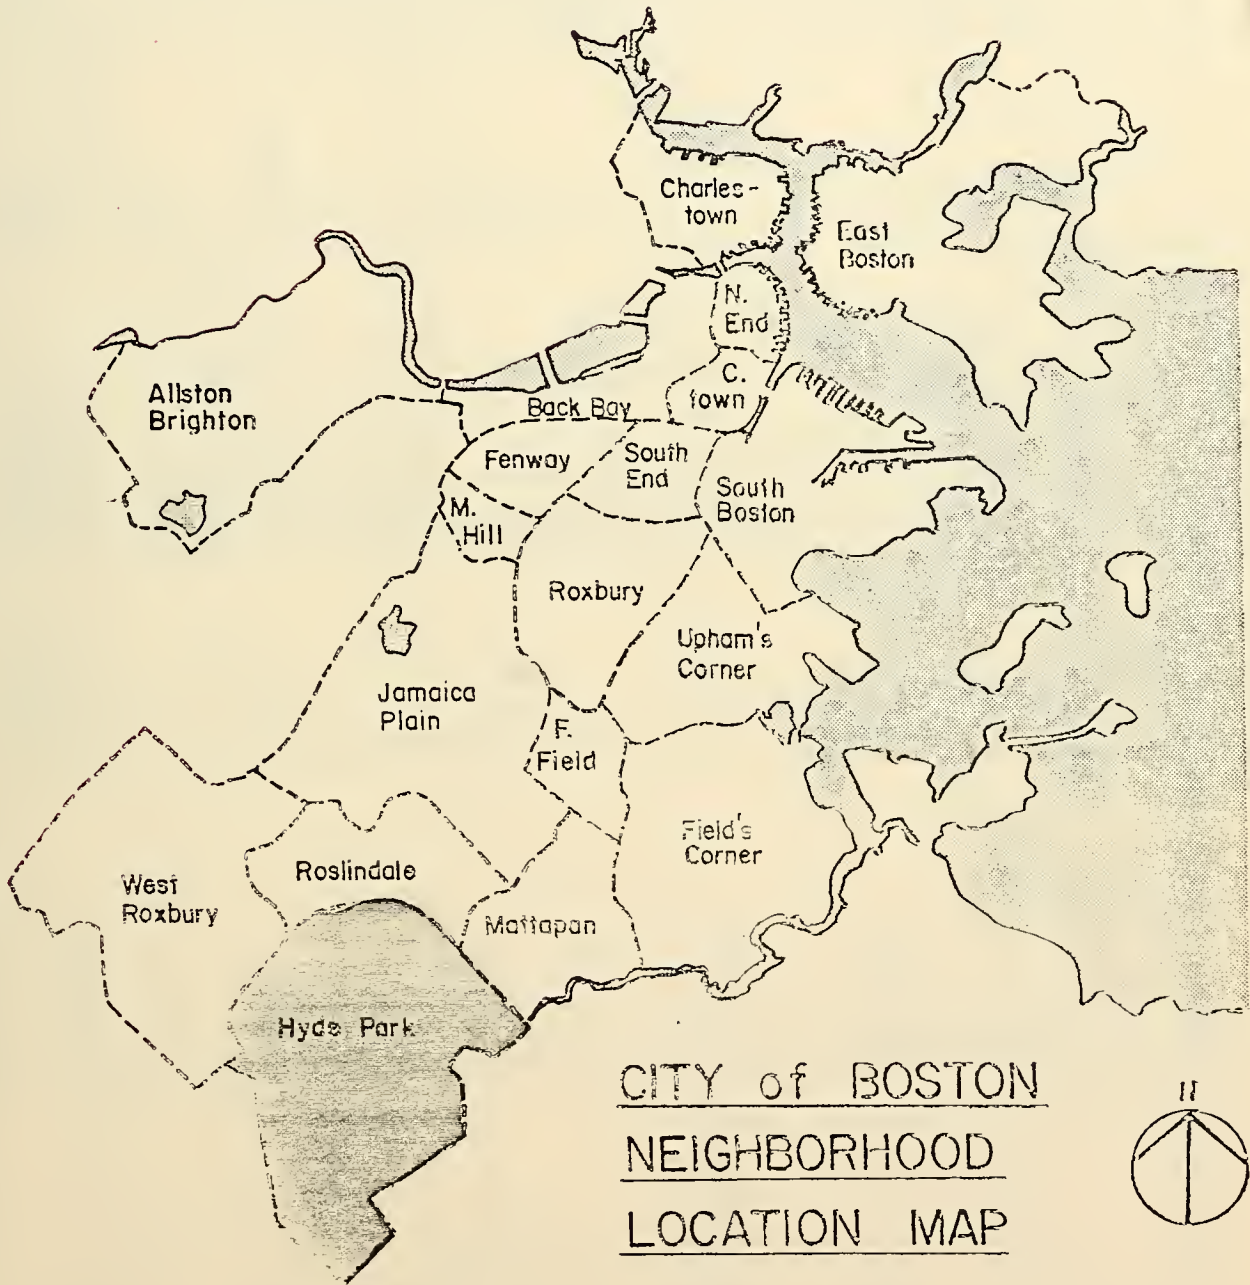 Charles-
town
East
Boston
N.
End
C.
town
Allston
Brighton
Back Bay
Fenway
South
End
South
Boston
M.
Hill
Roxbury
Upham's
Corner
Jamaica
Plain
F.
Field
Field's
Corner
West
Roxbury
Roslindale
Mattapan
Hyde Park
CITY of BOSTON
NEIGHBORHOOD
LOCATION MAP
N